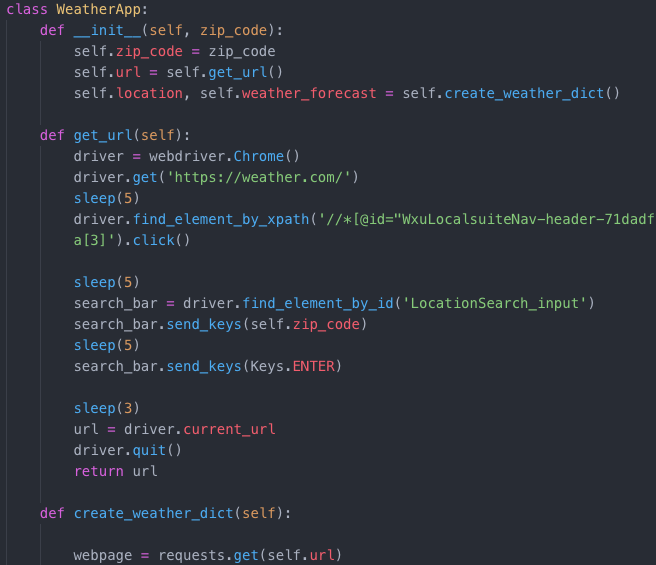 class WeatherApp:
    def __init__(self, zip_code):
        self.zip_code = zip_code
        self.url = self.get_url()
        self.location, self.weather_forecast = self.create_weather_dict()
    def get_url(self):
        driver = webdriver.Chrome()
        driver.get('https://weather.com/')
        sleep(5)
        driver.find_element_by_xpath('//*[@id="WxuLocalsuiteNav-header-71dadf
        a[3]').click()
        sleep(5)
        search_bar = driver.find_element_by_id('LocationSearch_input')
        search_bar.send_keys(self.zip_code)
        sleep(5)
        search_bar.send_keys(Keys.ENTER)
        sleep(3)
        url = driver.current_url
        driver.quit()
        return url
    def create_weather_dict(self):
        webpage = requests.get(self.url)